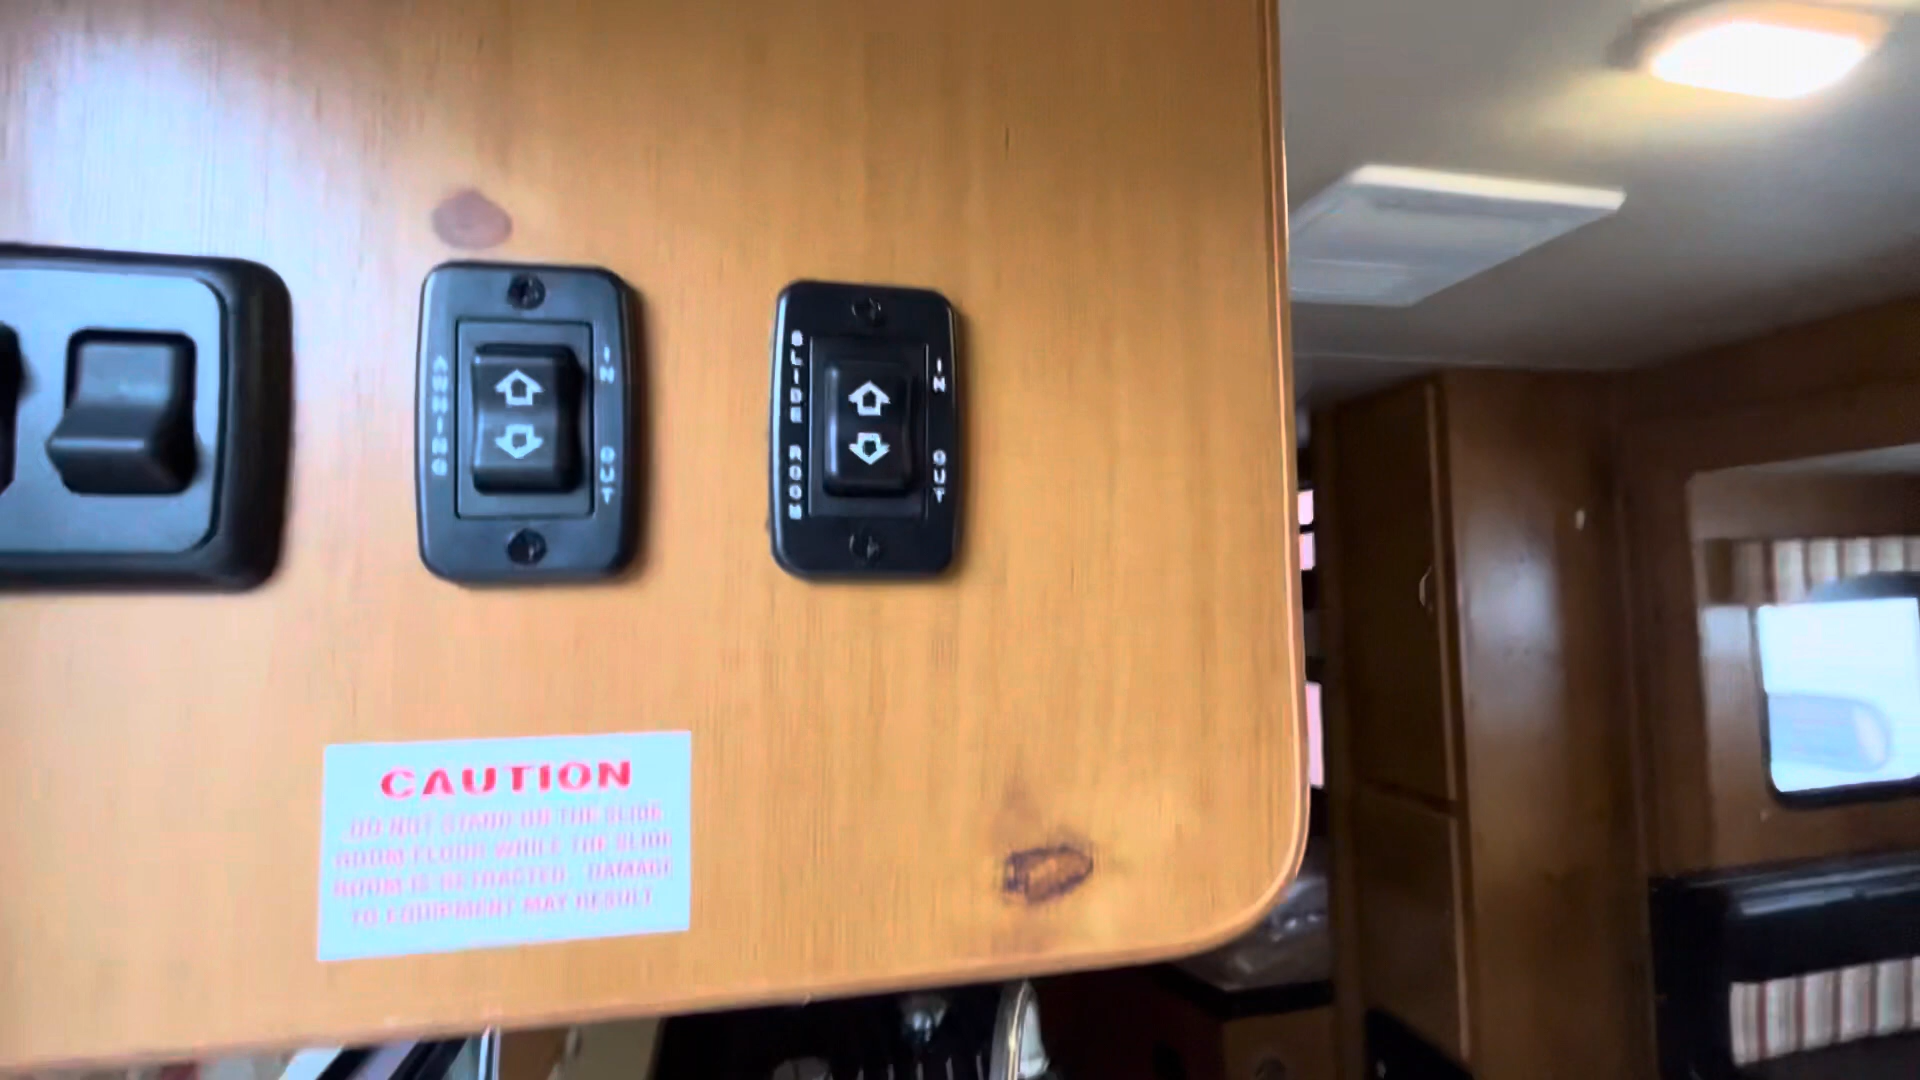 AWNING
IN
OUT
SLIDE ROOM
IN
OUT
CAUTION
DO NOT STAND ON THE SLIDE
ROOM FLOOR WHILE THE SLIDE
ROOM IS RETRACTED. DAMAGE
TO EQUIPMENT MAY RESULT.